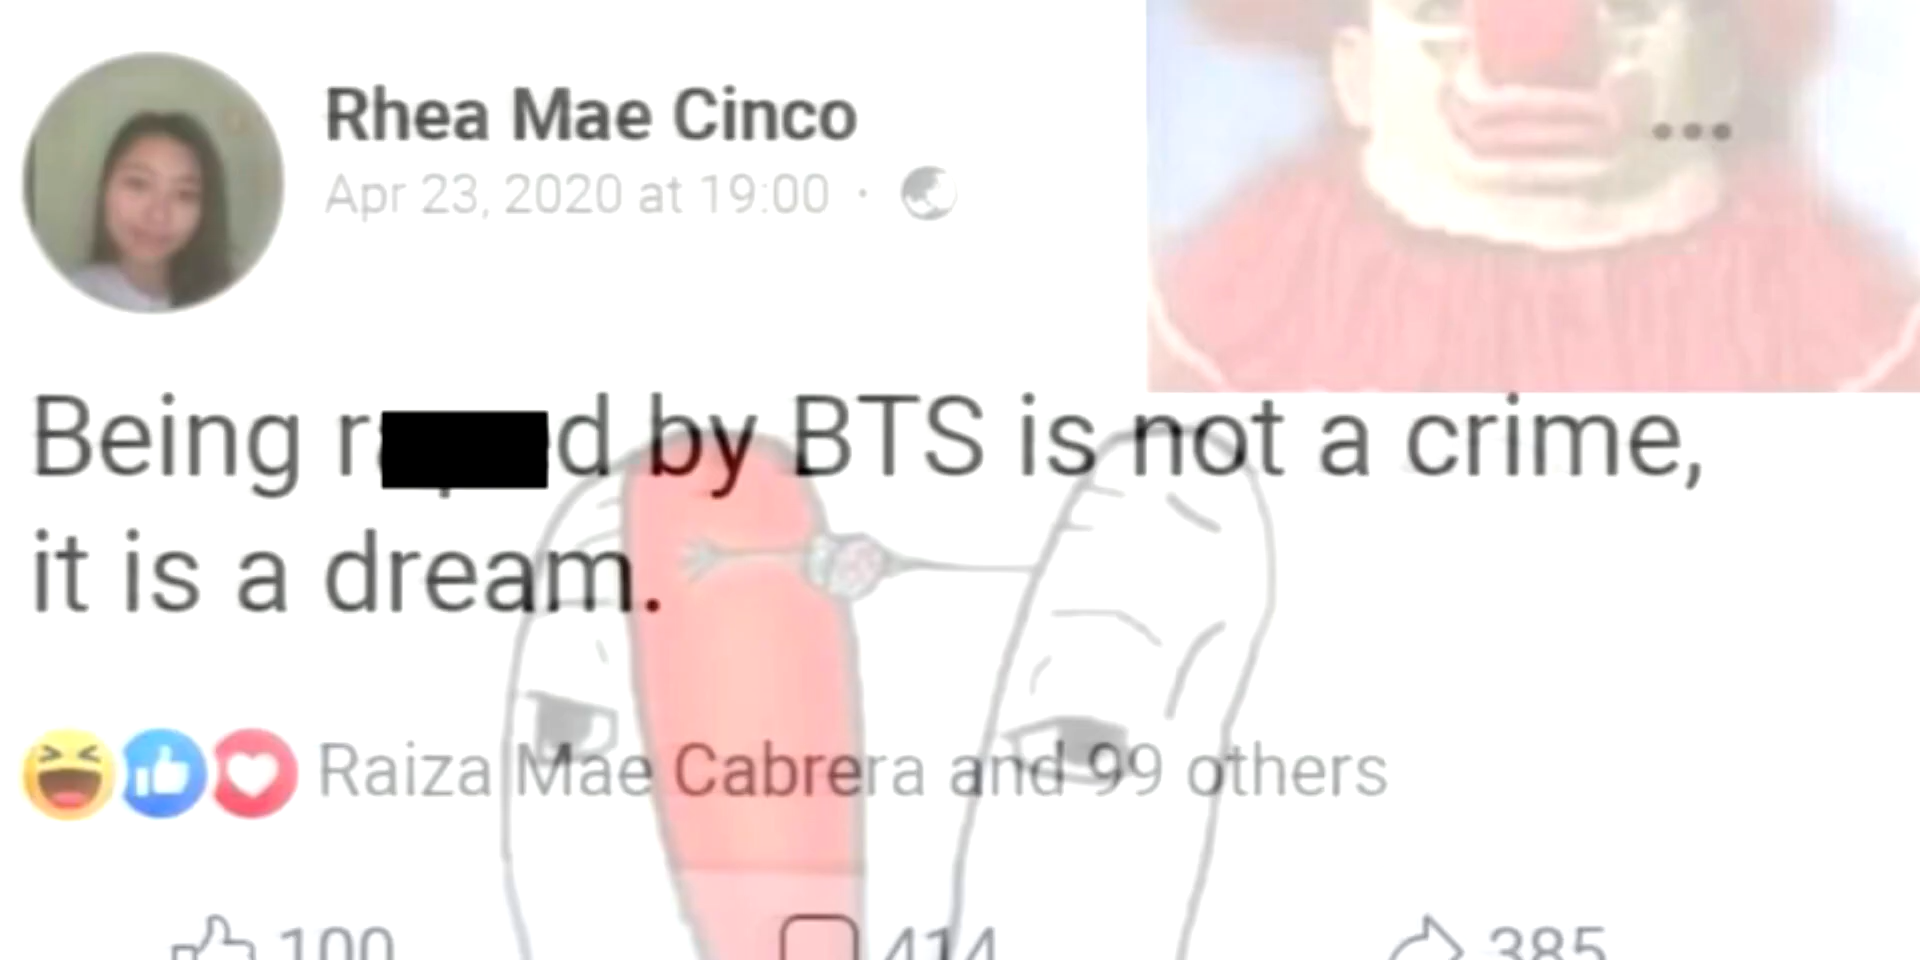 Rhea Mae Cinco
Apr 23, 2020 at 19:00 ·
Being by BTS is not a crime,
it is a dream.
Raiza Mae Cabrera and 99 others
100 414 385